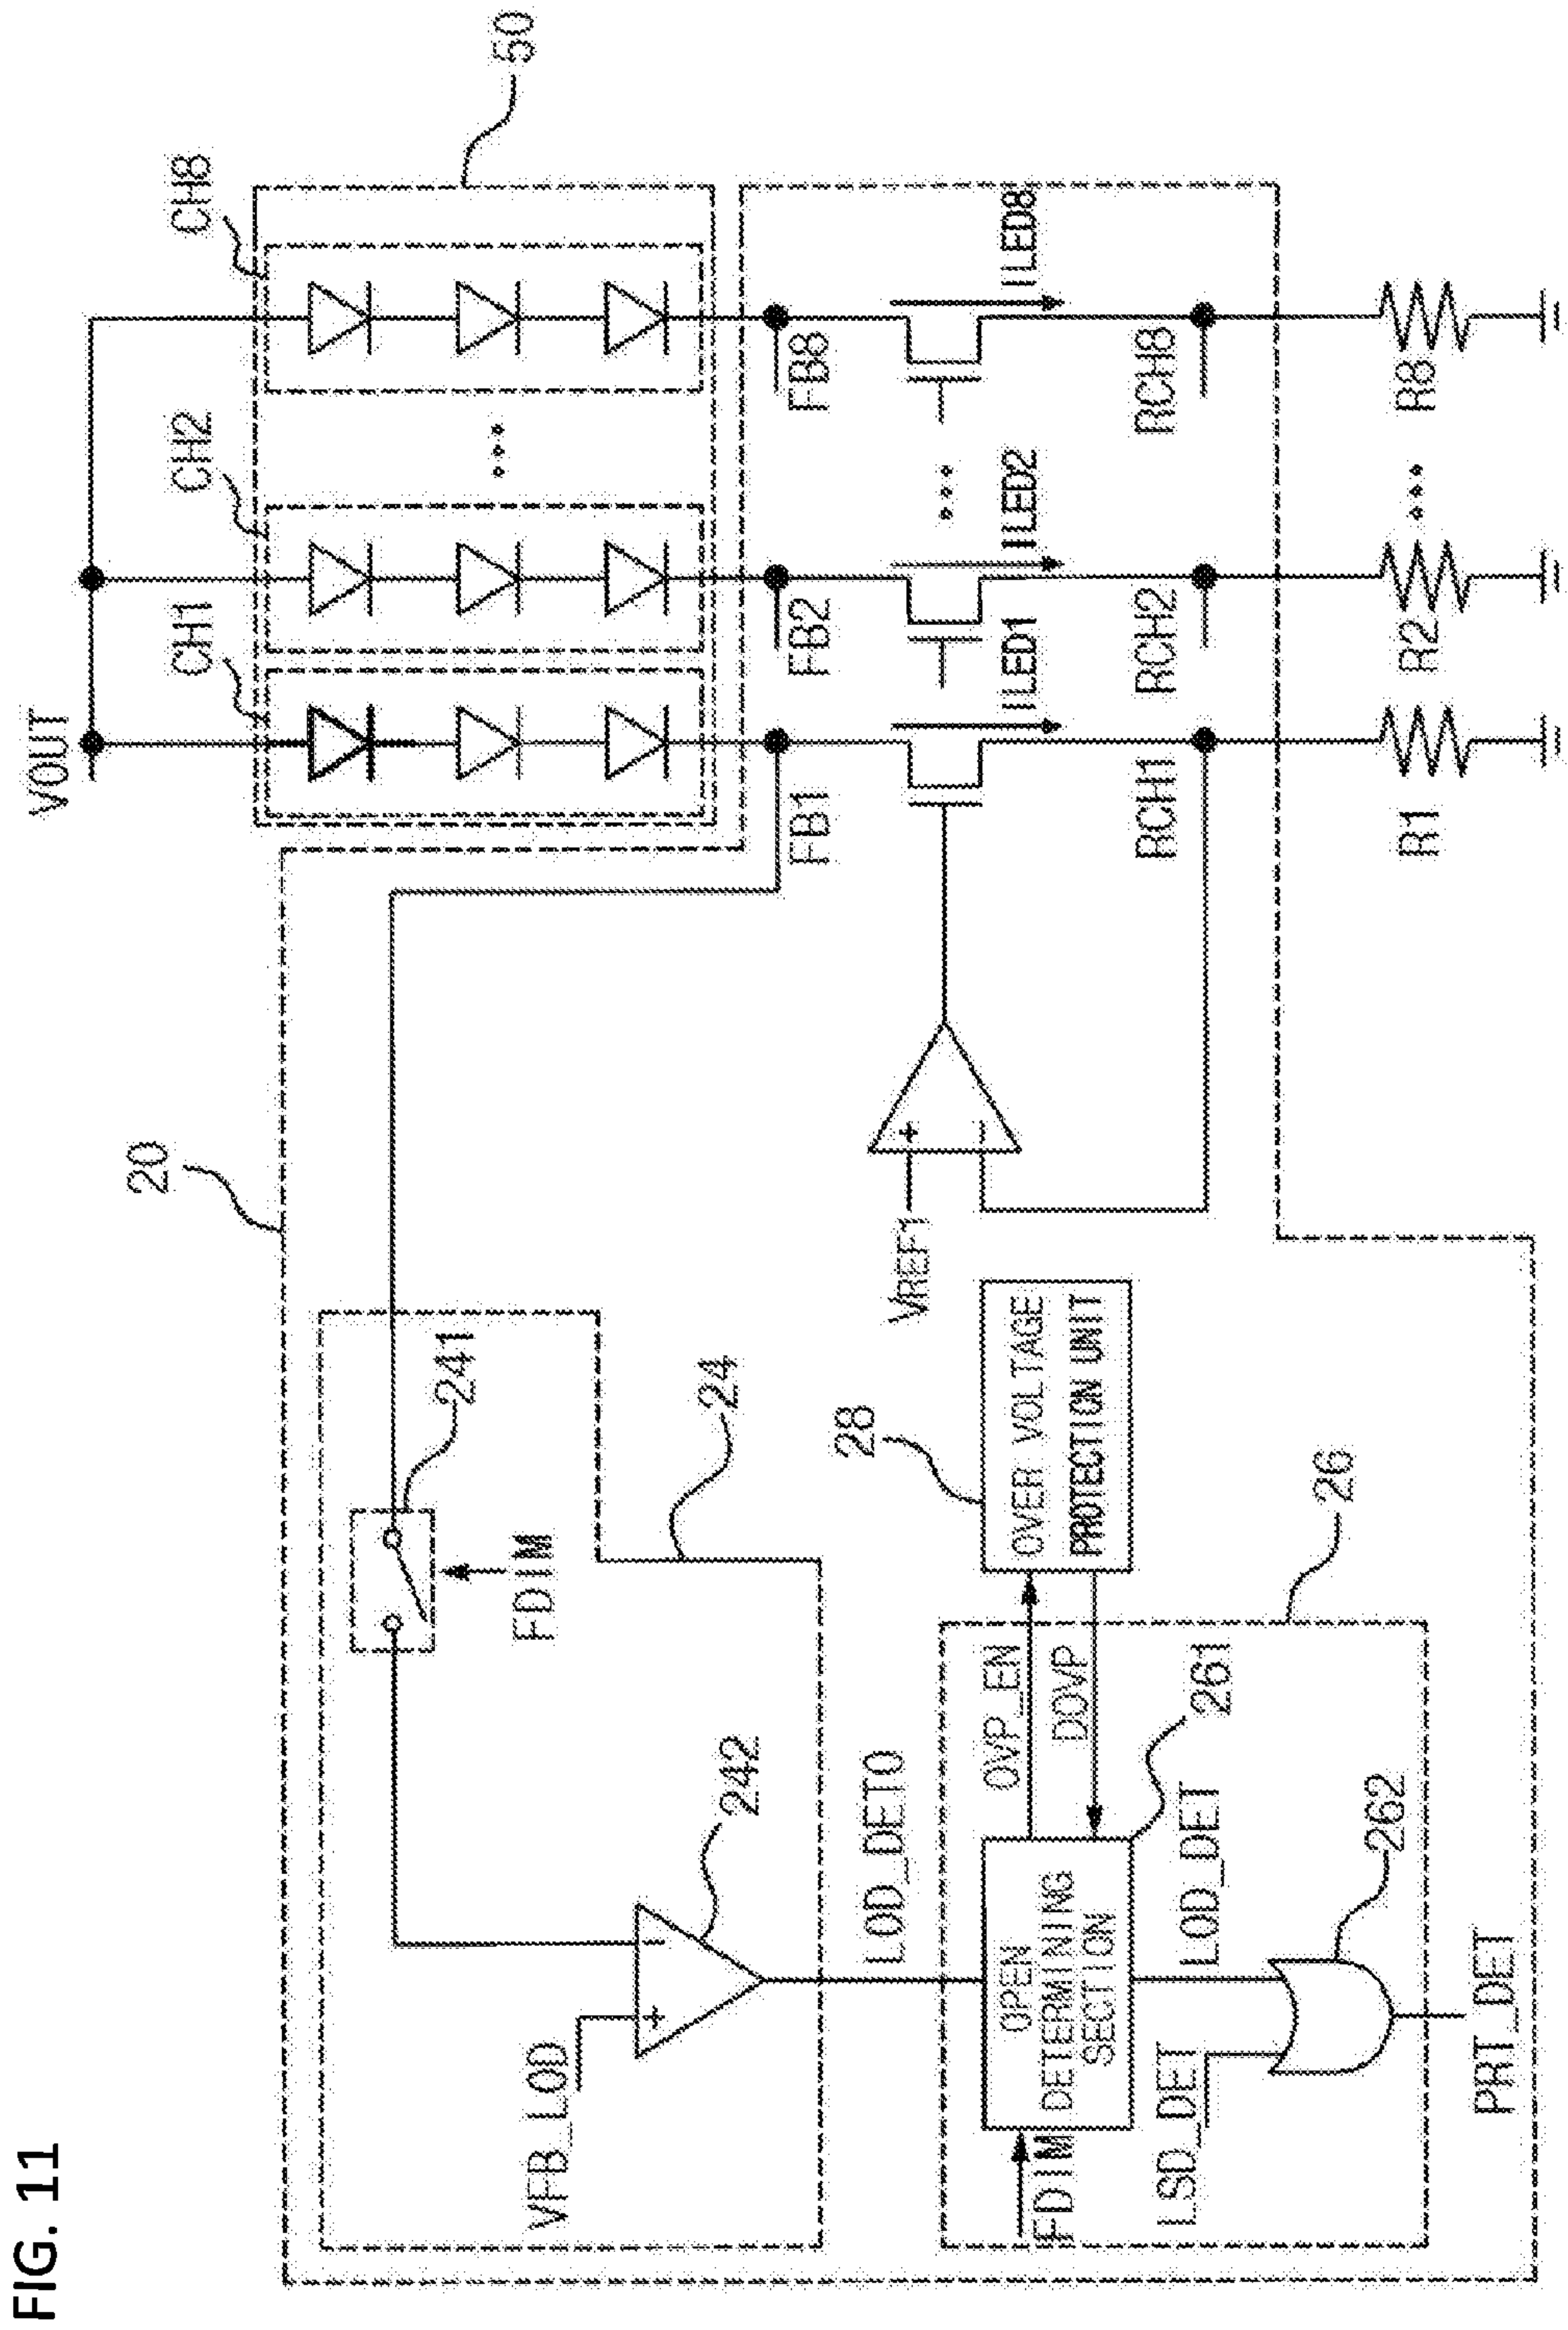 FIG. 11
VOUT
CH1
CH2
CH8
50
20
241
FDIM
24
242
VFB_LOD
LOD_DETO
FB1
FB2
FB8
ILED1
ILED2
ILED8
VREF1
RCH1
RCH2
RCH8
R1
R2
R8
28
OVER VOLTAGE
PROTECTION UNIT
OVP_EN
DOVP
26
261
OPEN
DETERMINING
SECTION
FDIM
LOD_DET
LSD_DET
262
PRT_DET